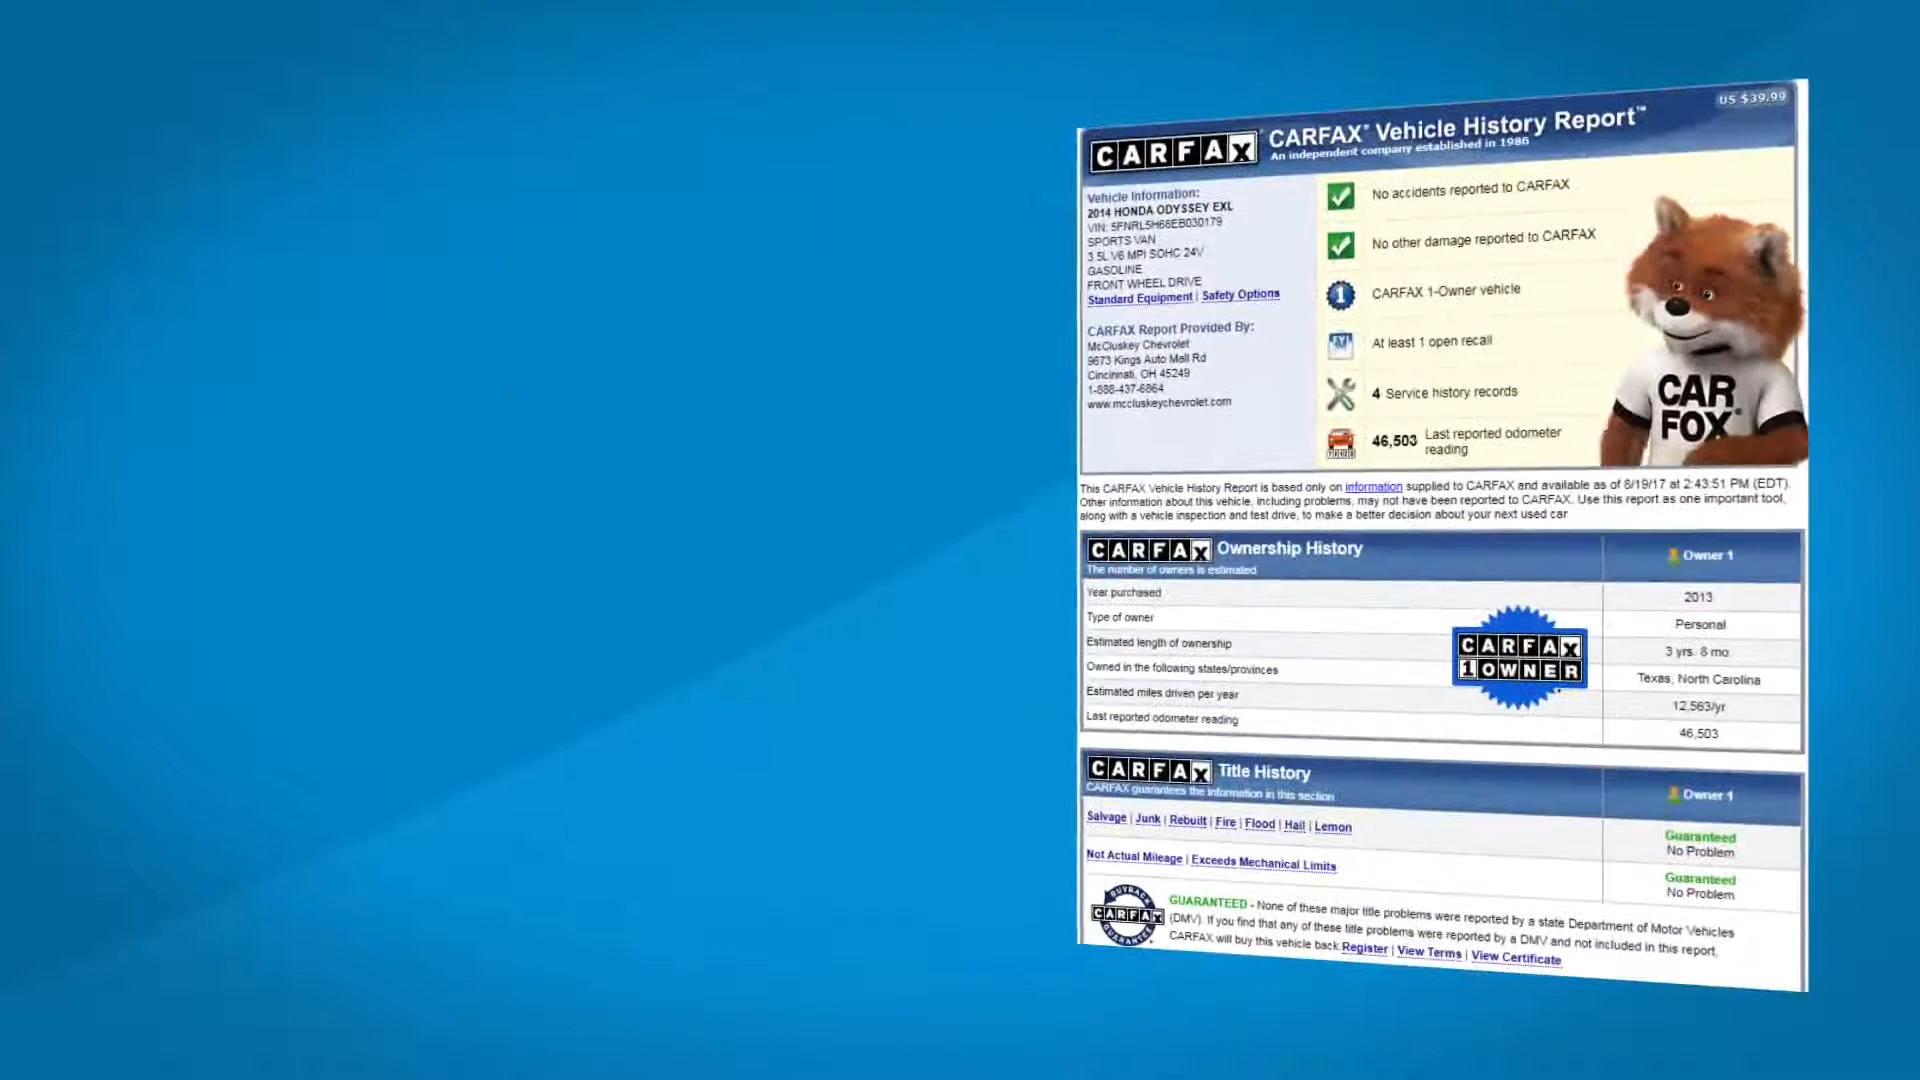 US $39.99
CARFAX CARFAX® Vehicle History Report™
An independent company established in 1986
Vehicle Information:
2014 HONDA ODYSSEY EXL
VIN: 5FNRL5H66EB030179
SPORTS VAN
3.5L V6 MPI SOHC 24V
GASOLINE
FRONT WHEEL DRIVE
Standard Equipment | Safety Options
CARFAX Report Provided By:
McCluskey Chevrolet
9673 Kings Auto Mall Rd
Cincinnati, OH 45249
1-888-437-6864
www.mccluskeychevrolet.com
No accidents reported to CARFAX
No other damage reported to CARFAX
1 CARFAX 1-Owner vehicle
FYI At least 1 open recall
4 Service history records
46,503 Last reported odometer
reading
CAR
FOX®
This CARFAX Vehicle History Report is based only on information supplied to CARFAX and available as of 8/19/17 at 2:43:51 PM (EDT).
Other information about this vehicle, including problems, may not have been reported to CARFAX. Use this report as one important tool,
along with a vehicle inspection and test drive, to make a better decision about your next used car
CARFAX Ownership History
The number of owners is estimated
Owner 1
Year purchased 2013
Type of owner Personal
Estimated length of ownership 3 yrs. 8 mo.
Owned in the following states/provinces Texas, North Carolina
Estimated miles driven per year 12,563/yr
Last reported odometer reading 46,503
CARFAX
1 OWNER
CARFAX Title History
CARFAX guarantees the information in this section
Owner 1
Salvage | Junk | Rebuilt | Fire | Flood | Hail | Lemon
Guaranteed
No Problem
Not Actual Mileage | Exceeds Mechanical Limits
Guaranteed
No Problem
BUYBACK
CARFAX
GUARANTEE
GUARANTEED - None of these major title problems were reported by a state Department of Motor Vehicles
(DMV). If you find that any of these title problems were reported by a DMV and not included in this report,
CARFAX will buy this vehicle back. Register | View Terms | View Certificate